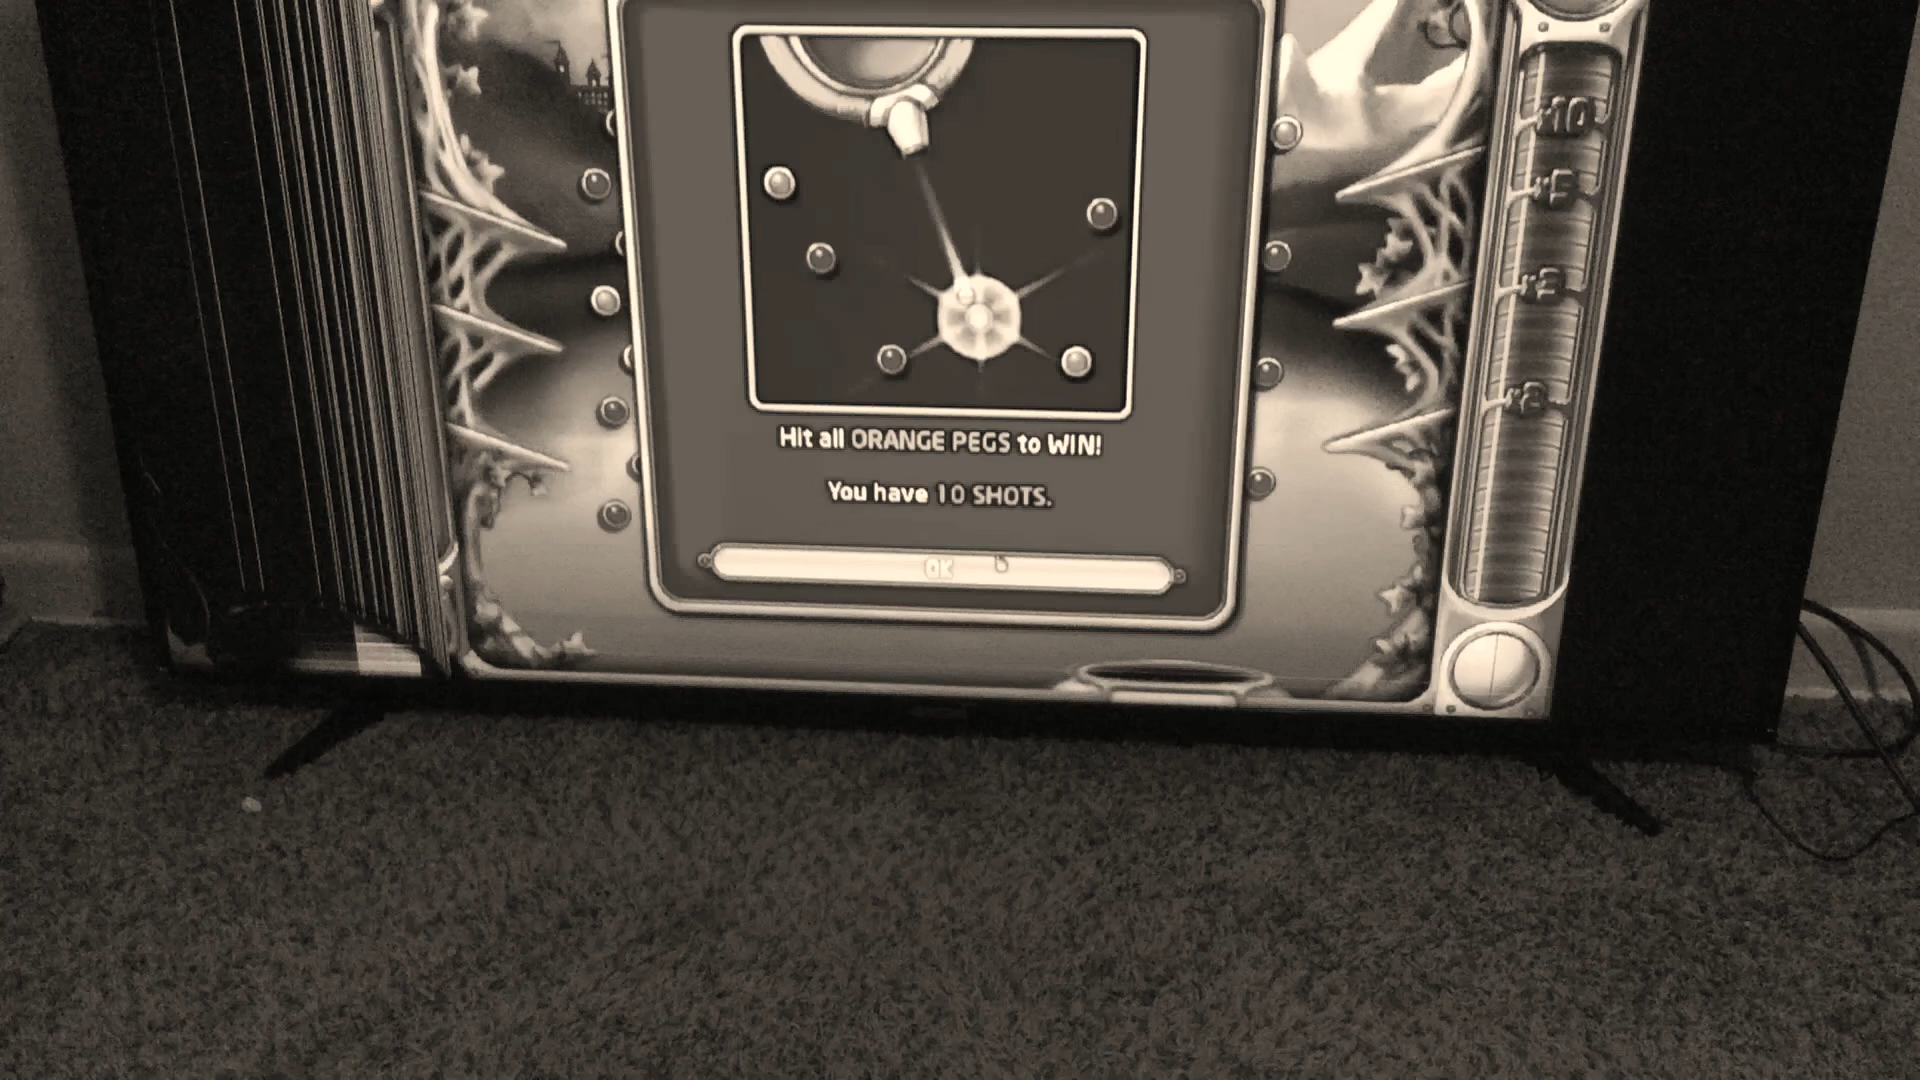 x10
x5
x3
x2
Hit all ORANGE PEGS to WIN!
You have 10 SHOTS.
OK